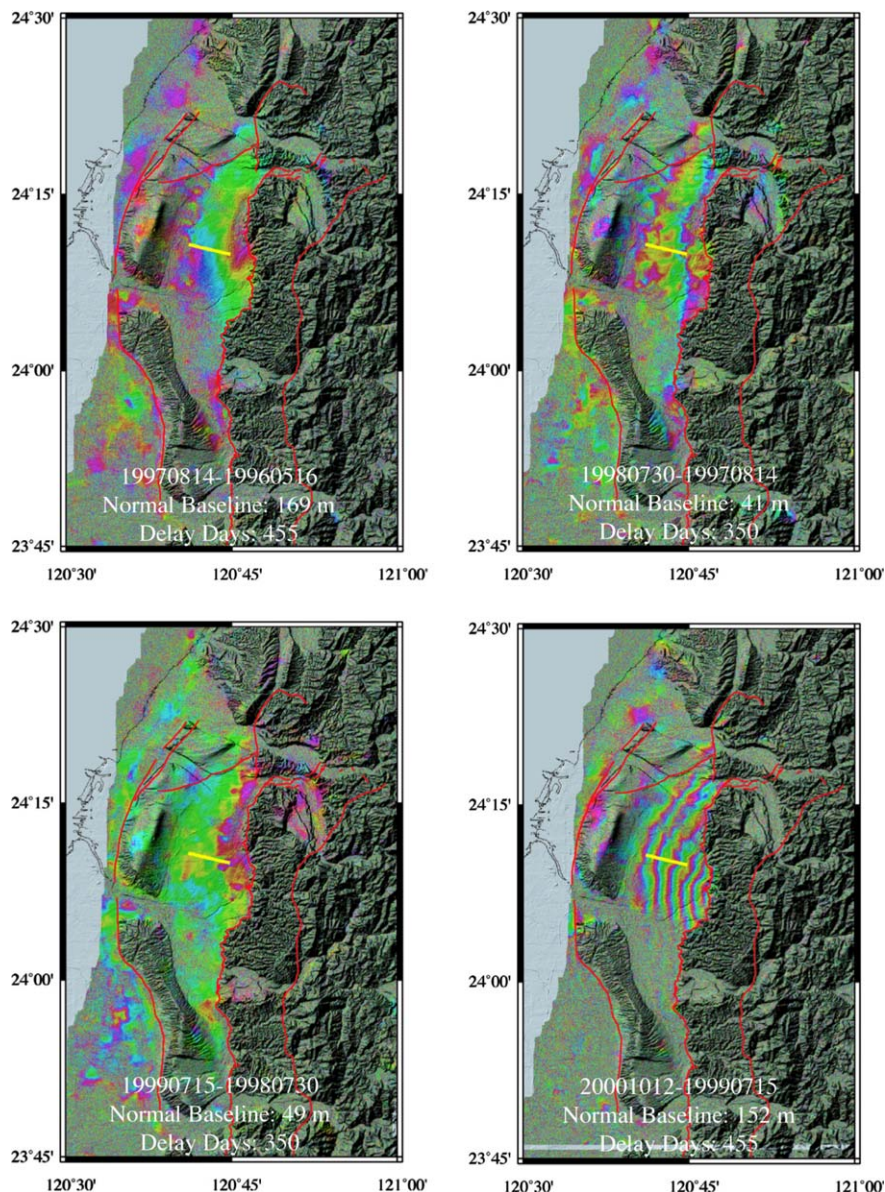 24°30'
24°15'
24°00'
23°45'
120°30' 120°45' 121°00'
19970814-19960516
Normal Baseline: 169 m
Delay Days: 455
120°30' 120°45' 121°00'
19980730-19970814
Normal Baseline: 41 m
Delay Days: 350
24°30'
24°15'
24°00'
23°45'
120°30' 120°45' 121°00'
19990715-19980730
Normal Baseline: 49 m
Delay Days: 350
24°30'
24°15'
24°00'
23°45'
120°30' 120°45' 121°00'
20001012-19990715
Normal Baseline: 152 m
Delay Days: 455
24°30'
24°15'
24°00'
23°45'